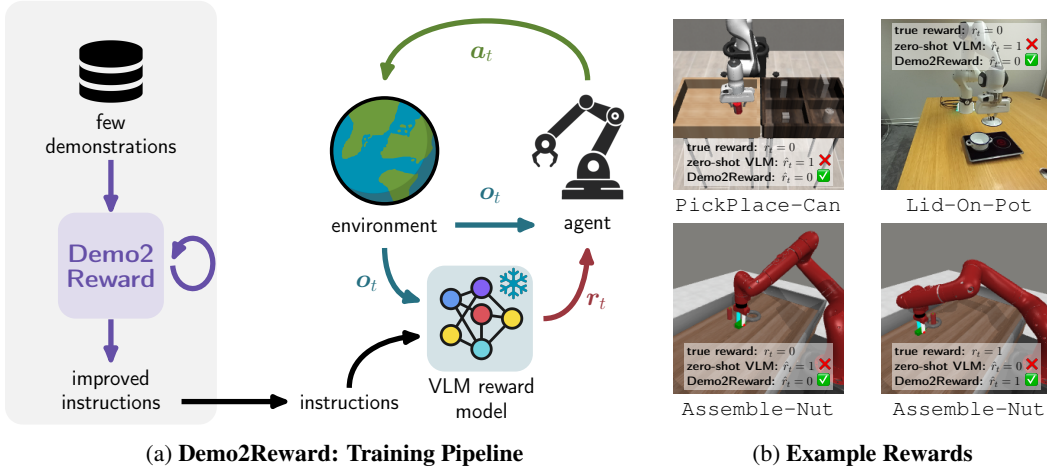 few
demonstrations
Demo2
Reward
improved
instructions
a_t
environment
o_t
agent
o_t
r_t
instructions
VLM reward
model
(a) Demo2Reward: Training Pipeline
true reward: r_t = 0
zero-shot VLM: r̂_t = 1 ❌
Demo2Reward: r̂_t = 0 ✅
PickPlace-Can
true reward: r_t = 0
zero-shot VLM: r̂_t = 1 ❌
Demo2Reward: r̂_t = 0 ✅
Lid-On-Pot
true reward: r_t = 0
zero-shot VLM: r̂_t = 1 ❌
Demo2Reward: r̂_t = 0 ✅
Assemble-Nut
true reward: r_t = 1
zero-shot VLM: r̂_t = 0 ❌
Demo2Reward: r̂_t = 1 ✅
Assemble-Nut
(b) Example Rewards